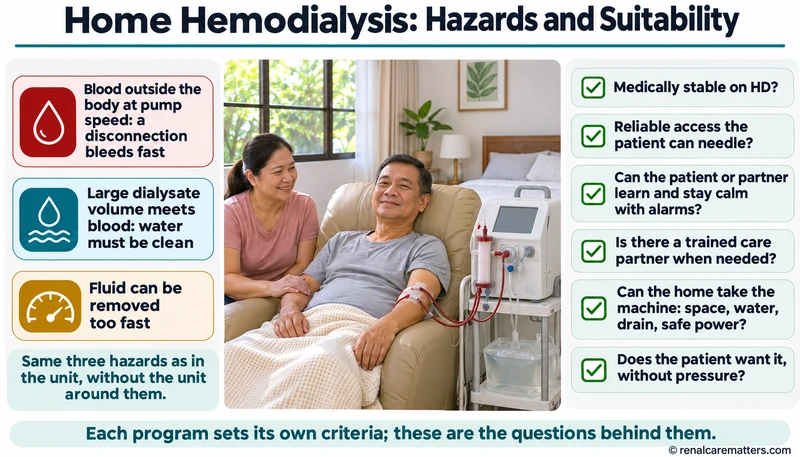 Home Hemodialysis: Hazards and Suitability
Blood outside the
body at pump
speed: a
disconnection
bleeds fast
Large dialysate
volume meets
blood: water
must be clean
Fluid can be
removed
too fast
Same three hazards as in
the unit, without the unit
around them.
Medically stable on HD?
Reliable access the
patient can needle?
Can the patient or partner
learn and stay calm
with alarms?
Is there a trained care
partner when needed?
Can the home take the
machine: space, water,
drain, safe power?
Does the patient want it,
without pressure?
Each program sets its own criteria; these are the questions behind them.
© renalcarematters.com